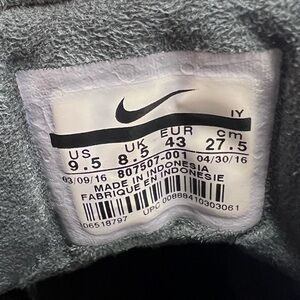 IY
US UK EUR cm
9.5 8.5 43 27.5
03/09/16 807507-001 04/30/16
MADE IN INDONESIA
FABRIQUE EN INDONESIE
06518797 UPC 00888410303061